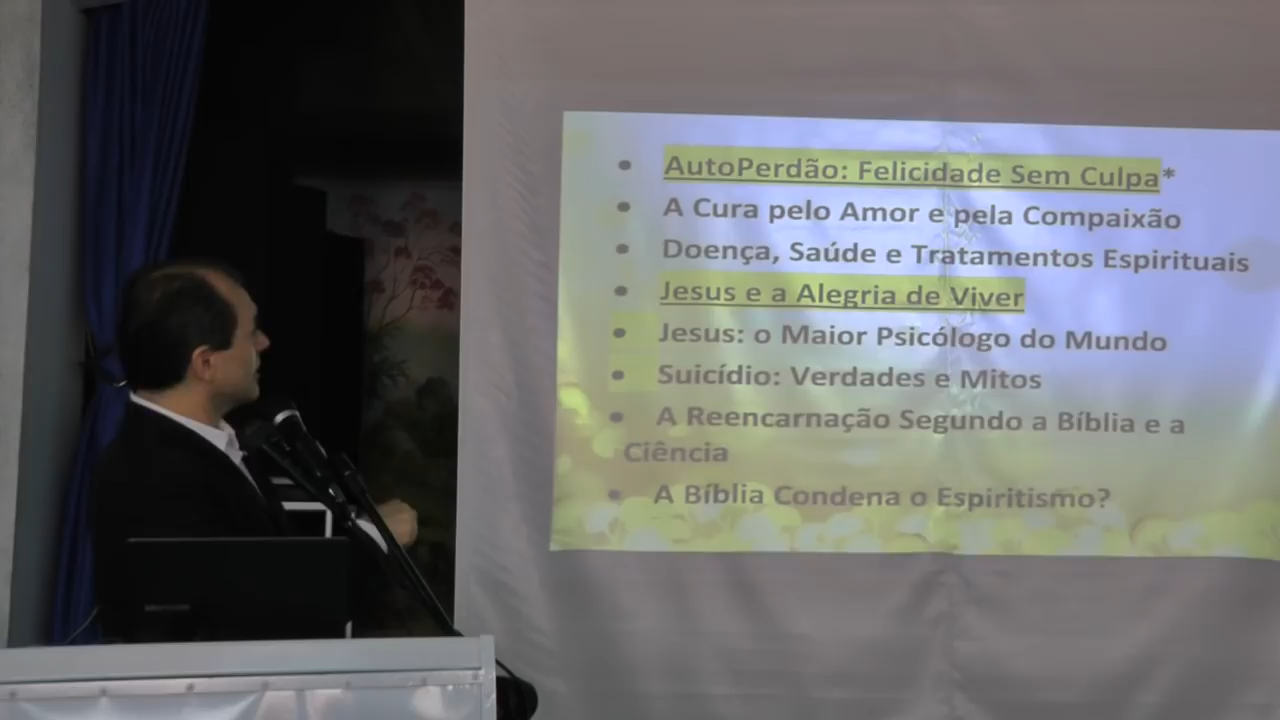 • AutoPerdão: Felicidade Sem Culpa*
• A Cura pelo Amor e pela Compaixão
• Doença, Saúde e Tratamentos Espirituais
• Jesus e a Alegria de Viver
• Jesus: o Maior Psicólogo do Mundo
• Suicídio: Verdades e Mitos
• A Reencarnação Segundo a Bíblia e a
Ciência
• A Bíblia Condena o Espiritismo?